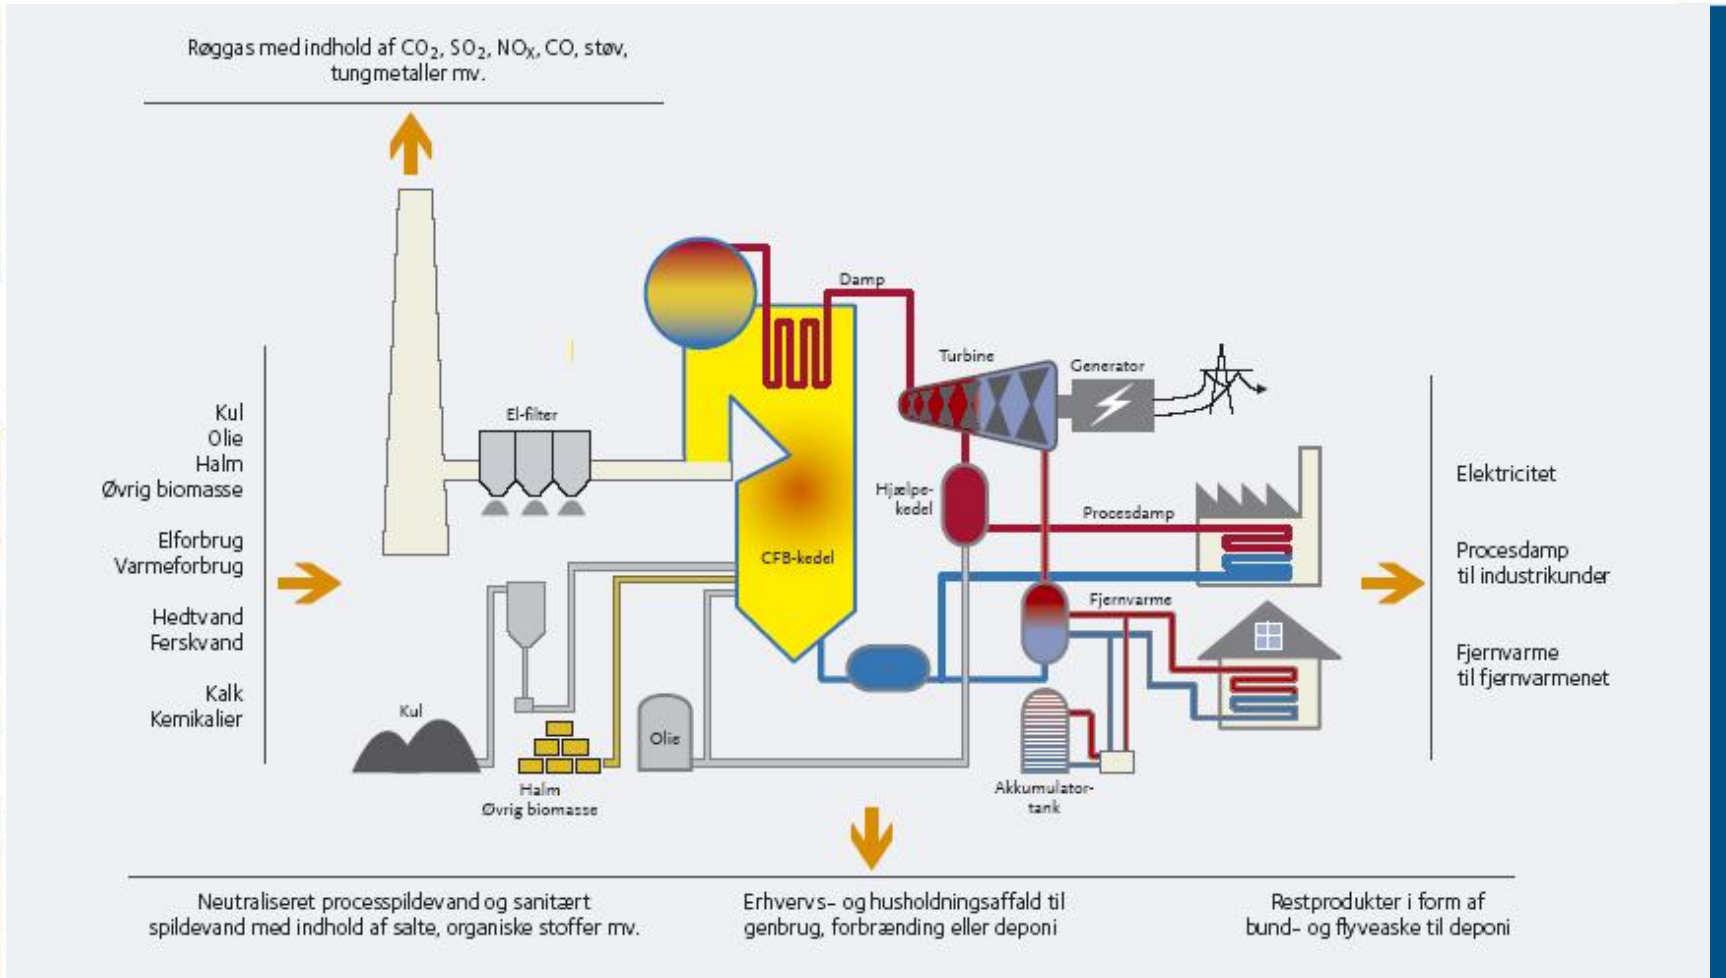 Røggas med indhold af CO₂, SO₂, NOₓ, CO, støv,
tungmetaller mv.
Damp
Turbine
Generator
El-filter
Kul
Olie
Halm
Øvrig biomasse
Elforbrug
Varmeforbrug
Hedtvand
Ferskvand
Kalk
Kemikalier
Hjælpe-
kedel
Procesdamp
CFB-kedel
Fjernvarme
Kul
Olie
Halm
Øvrig biomasse
Akkumulator-
tank
Elektricitet
Procesdamp
til industrikunder
Fjernvarme
til fjernvarmenet
Neutraliseret processpildevand og sanitært
spildevand med indhold af salte, organiske stoffer mv.
Erhvervs- og husholdningsaffald til
genbrug, forbrænding eller deponi
Restprodukter i form af
bund- og flyveaske til deponi